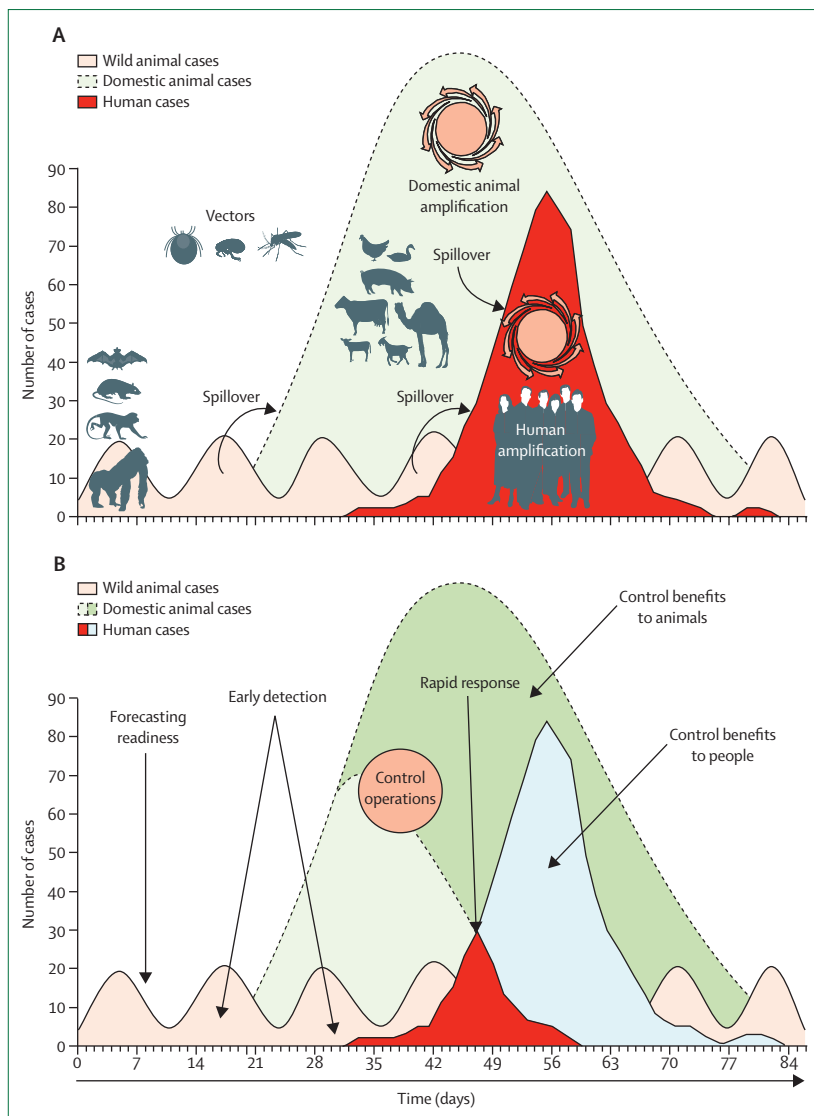 A
Wild animal cases
Domestic animal cases
Human cases
Number of cases
90
80
70
60
50
40
30
20
10
0
Vectors
Domestic animal
amplification
Spillover
Spillover
Spillover
Human
amplification
B
Wild animal cases
Domestic animal cases
Human cases
Number of cases
90
80
70
60
50
40
30
20
10
0
Forecasting
readiness
Early detection
Rapid response
Control benefits
to animals
Control benefits
to people
Control
operations
0 7 14 21 28 35 42 49 56 63 70 77 84
Time (days)